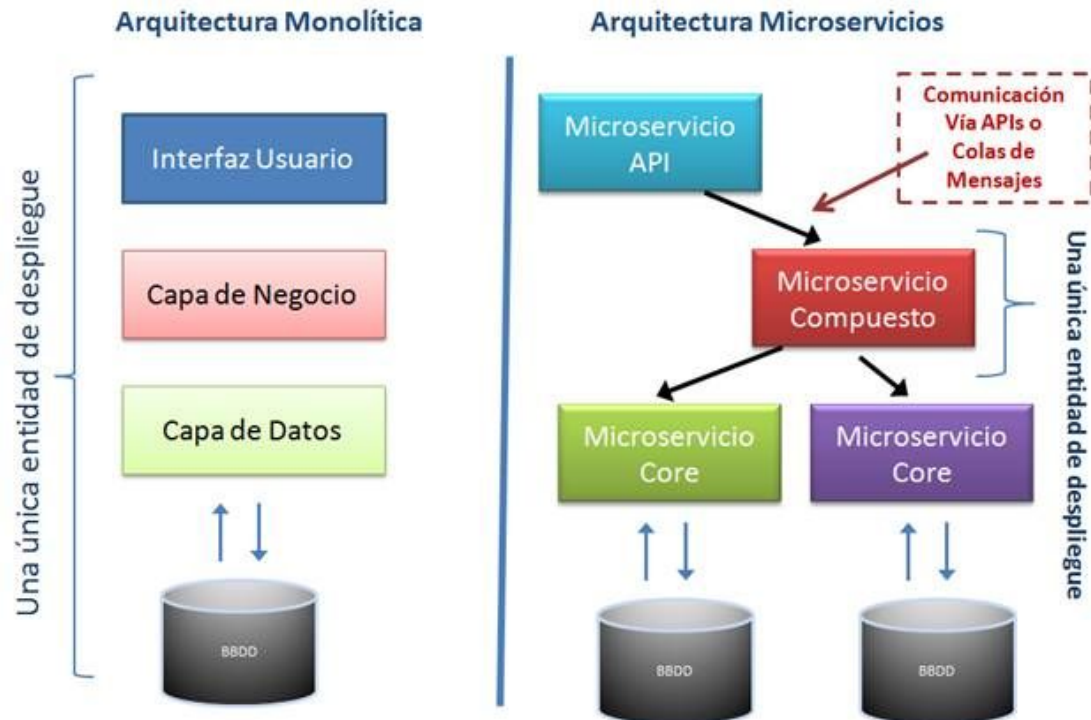 Arquitectura Monolítica
Una única entidad de despliegue
Interfaz Usuario
Capa de Negocio
Capa de Datos
BBDD
Arquitectura Microservicios
Microservicio
API
Comunicación
Vía APIs o
Colas de
Mensajes
Microservicio
Compuesto
Una única entidad de despliegue
Microservicio
Core
Microservicio
Core
BBDD
BBDD